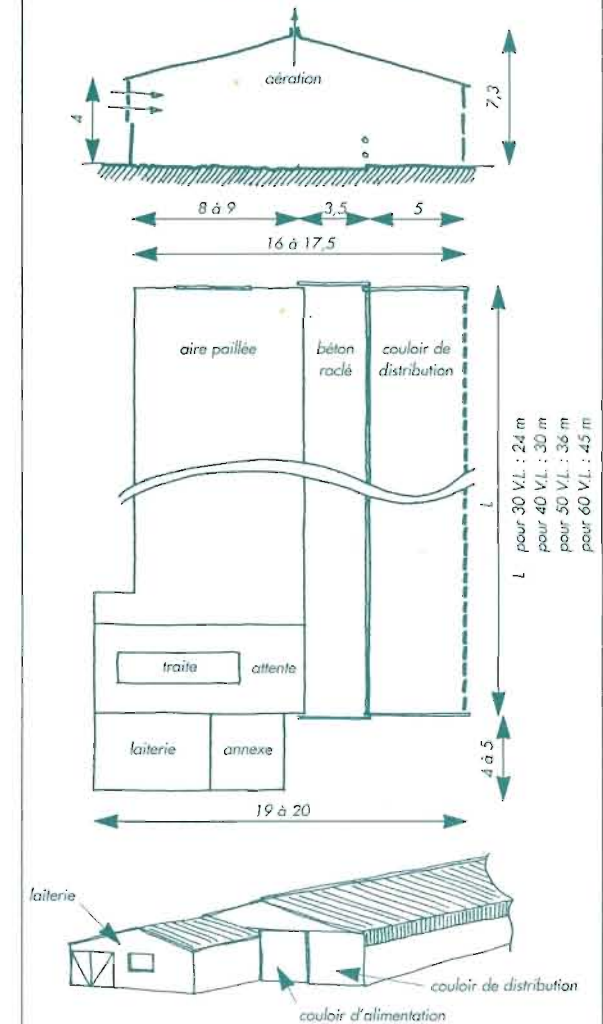 aération
4
7,3
8 à 9
3,5
5
16 à 17,5
aire paillée
béton
raclé
couloir de
distribution
L
L pour 30 V.L. : 24 m
pour 40 V.L. : 30 m
pour 50 V.L. : 36 m
pour 60 V.L. : 45 m
traite
attente
laiterie
annexe
4 à 5
19 à 20
laiterie
couloir de distribution
couloir d'alimentation